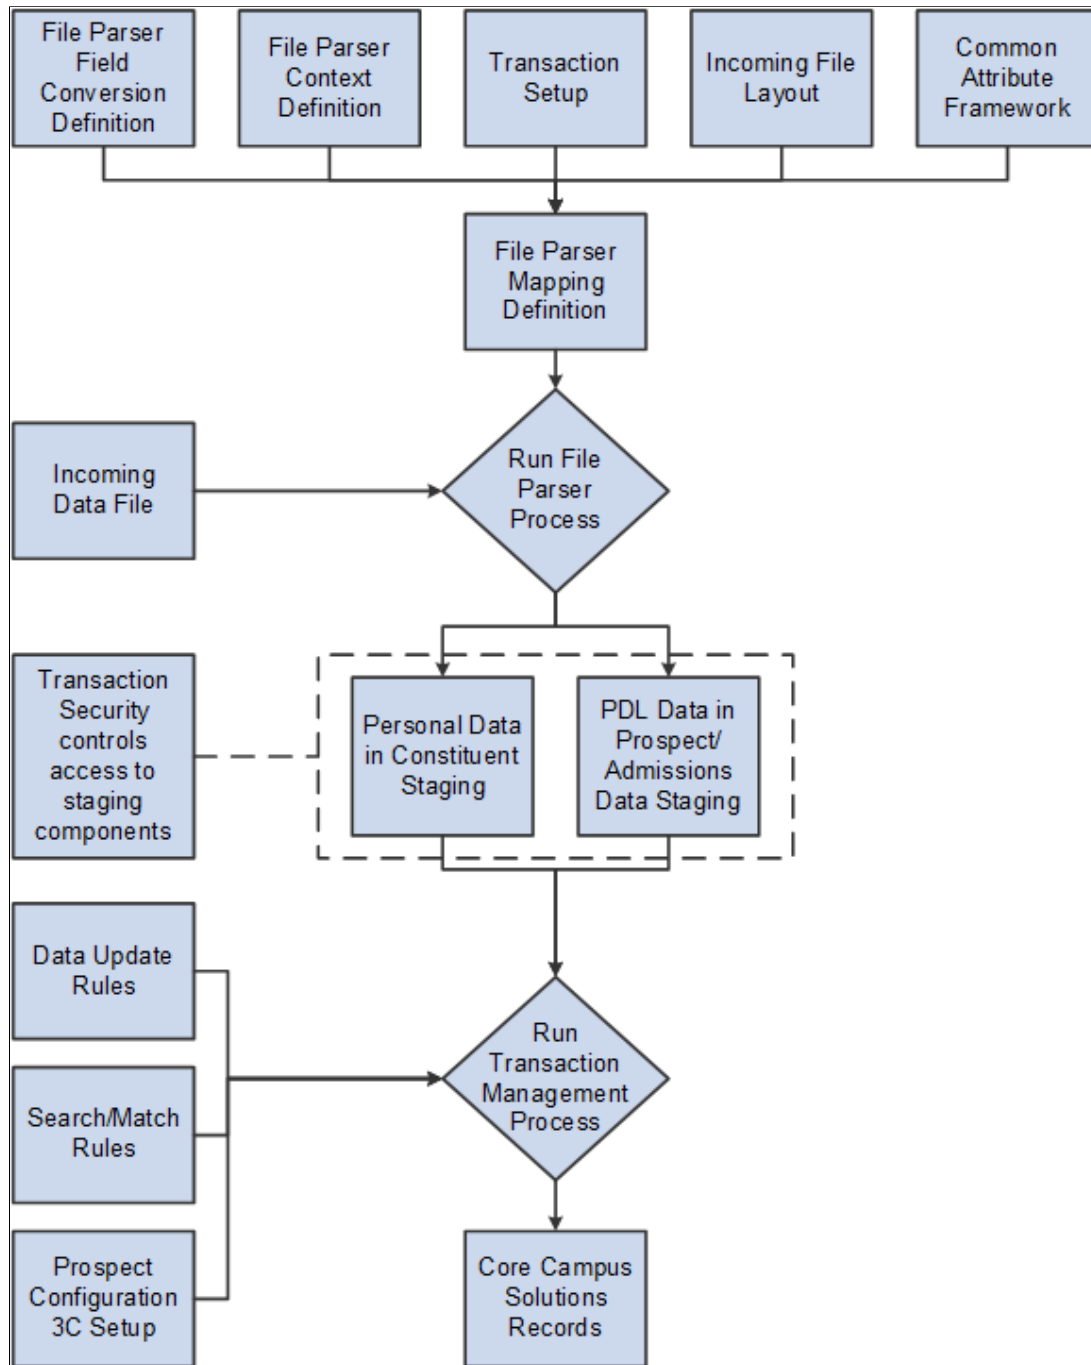 File Parser
Field
Conversion
Definition
File Parser
Context
Definition
Transaction
Setup
Incoming File
Layout
Common
Attribute
Framework
File Parser
Mapping
Definition
Incoming
Data File
Run File
Parser
Process
Transaction
Security
controls
access to
staging
components
Personal Data
in Constituent
Staging
PDL Data in
Prospect/
Admissions
Data Staging
Data Update
Rules
Search/Match
Rules
Prospect
Configuration
3C Setup
Run
Transaction
Management
Process
Core Campus
Solutions
Records